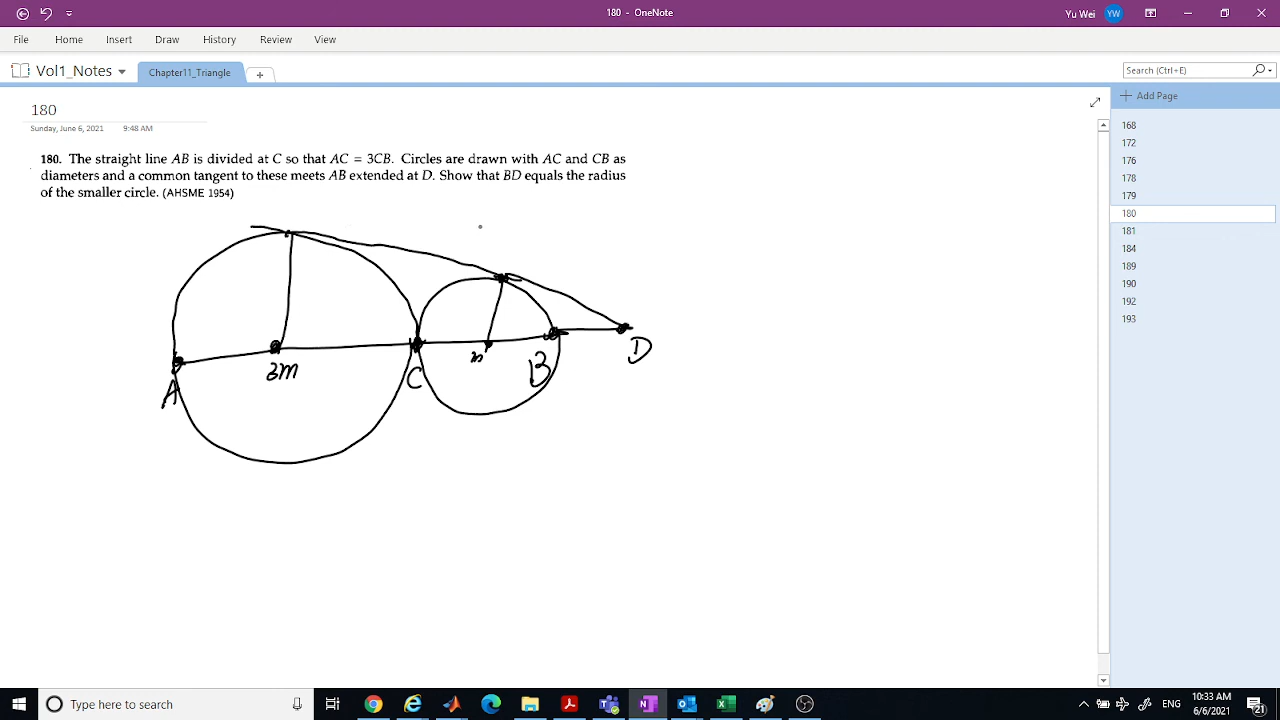 180 - OneNote
Yu Wei YW
File Home Insert Draw History Review View
Vol1_Notes Chapter11_Triangle
Search (Ctrl+E)
180
Sunday, June 6, 2021 9:48 AM
180. The straight line AB is divided at C so that AC = 3CB. Circles are drawn with AC and CB as
diameters and a common tangent to these meets AB extended at D. Show that BD equals the radius
of the smaller circle. (AHSME 1954)
A
3m
C
B
D
Add Page
168
172
176
178
179
180
181
184
189
190
192
193
Type here to search
ENG
10:33 AM
6/6/2021
21